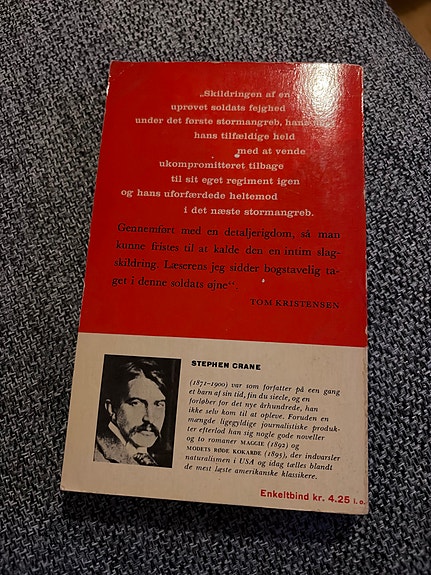 „Skildringen af en
uprøvet soldats fejghed
under det første stormangreb, hans
hans tilfældige held
med at vende
ukompromitteret tilbage
til sit eget regiment igen
og hans uforfærdede heltemod
i det næste stormangreb.
Gennemført med en detaljerigdom, så man
kunne fristes til at kalde den en intim slag-
skildring. Læserens jeg sidder bogstavelig ta-
get i denne soldats øjne“.
TOM KRISTENSEN
STEPHEN CRANE
(1871–1900) var som forfatter på een gang
et barn af sin tid, fin du siecle, og en
forløber for det nye århundrede, han
ikke selv kom til at opleve. Foruden en
mængde ligegyldige journalistiske produk-
ter efterlod han sig nogle gode noveller
og to romaner MAGGIE (1892) og
MODETS RØDE KOKARDE (1895), der indvarsler
naturalismen i USA og idag tælles blandt
de mest læste amerikanske klassikere.
Enkeltbind kr. 4.25 i. o.